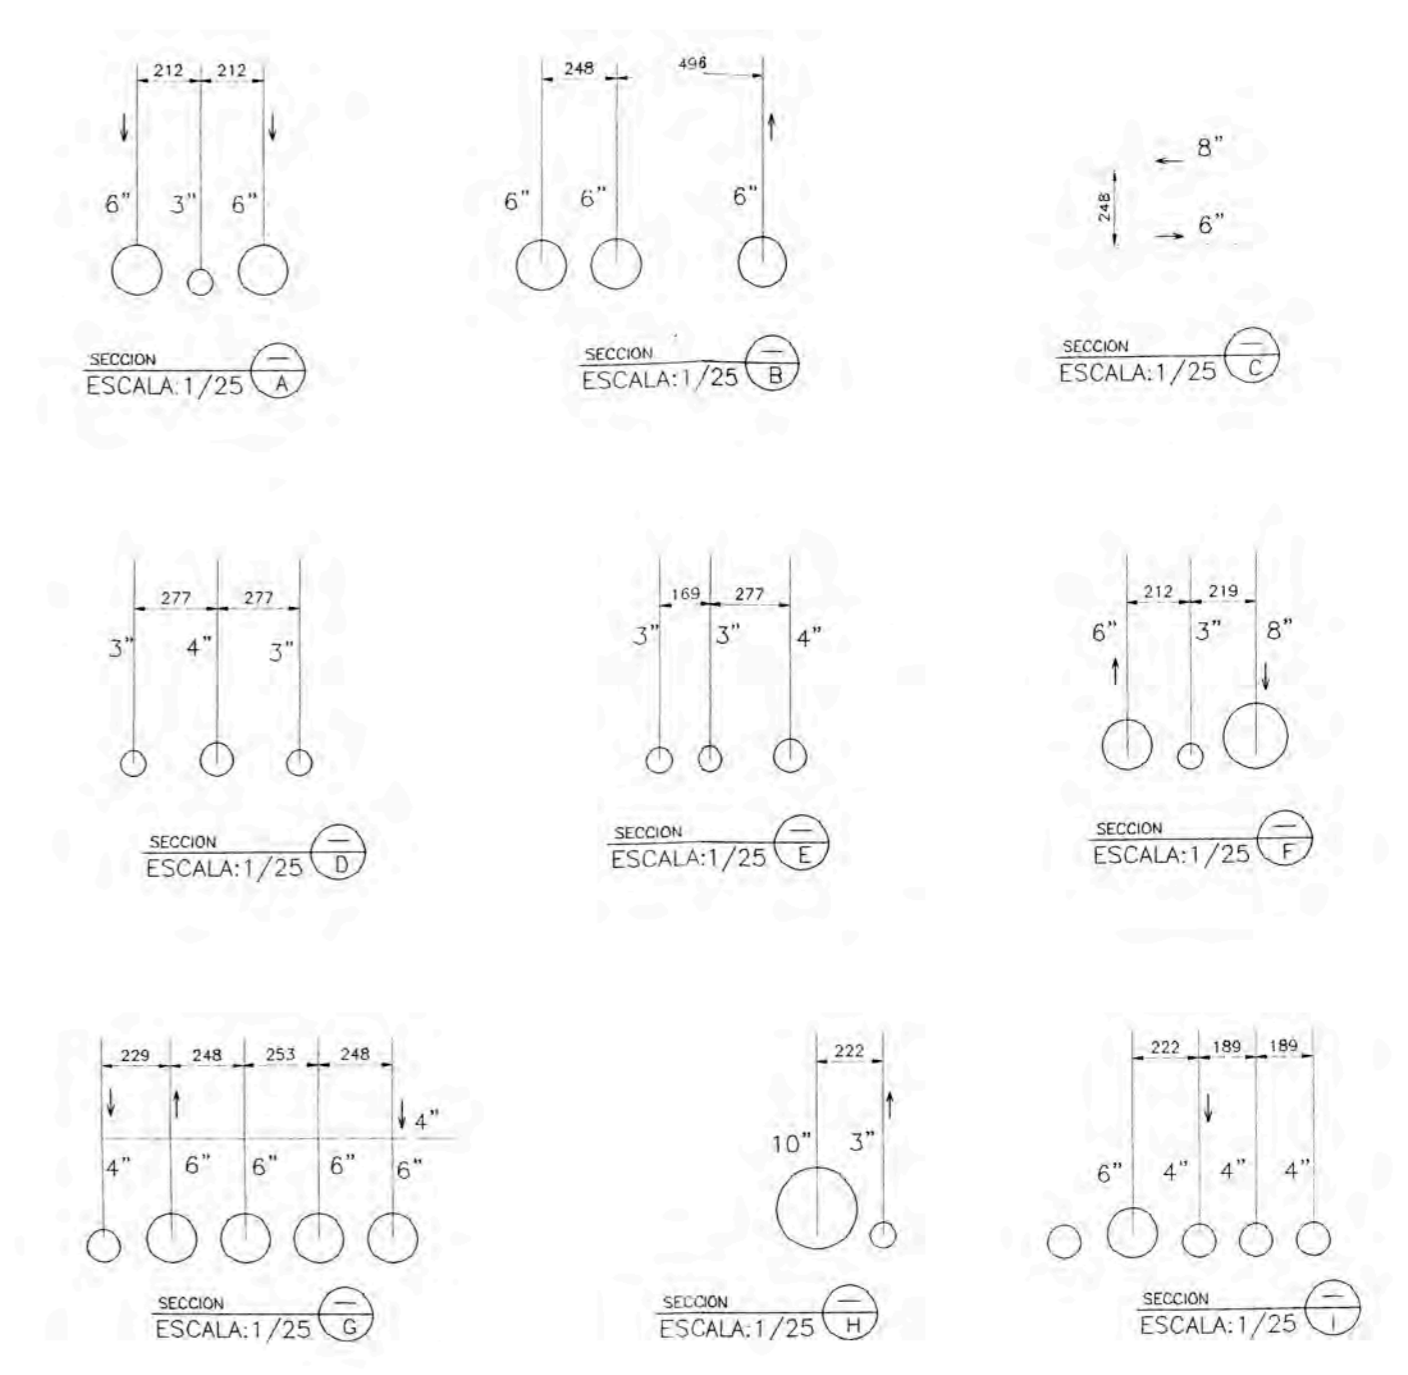 212 212
6" 3" 6"
SECCION
ESCALA:1/25 A
248 496
6" 6" 6"
SECCION
ESCALA:1/25 B
8"
248
6"
SECCION
ESCALA:1/25 C
277 277
3" 4" 3"
SECCION
ESCALA:1/25 D
169 277
3" 3" 4"
SECCION
ESCALA:1/25 E
212 219
6" 3" 8"
SECCION
ESCALA:1/25 F
229 248 253 248
4"
4" 6" 6" 6" 6"
SECCION
ESCALA:1/25 G
222
10" 3"
SECCION
ESCALA:1/25 H
222 189 189
6" 4" 4" 4"
SECCION
ESCALA:1/25 I